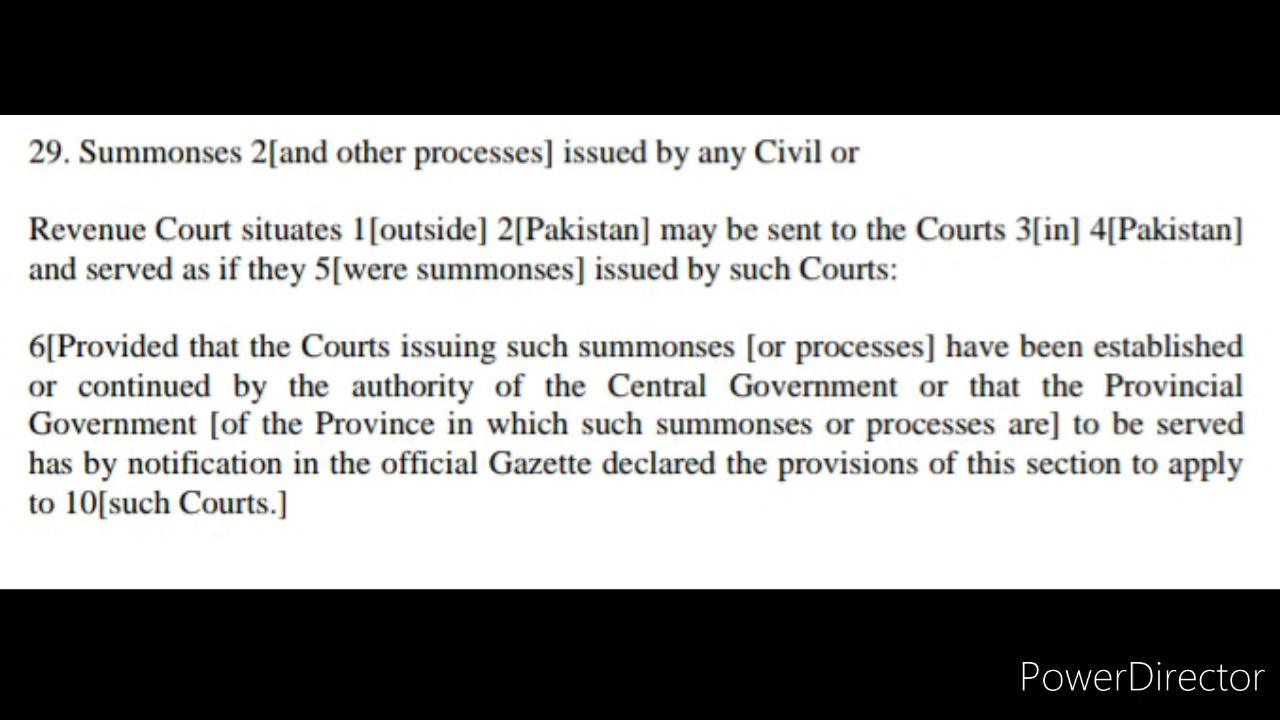 29. Summonses 2[and other processes] issued by any Civil or
Revenue Court situates 1[outside] 2[Pakistan] may be sent to the Courts 3[in] 4[Pakistan]
and served as if they 5[were summonses] issued by such Courts:
6[Provided that the Courts issuing such summonses [or processes] have been established
or continued by the authority of the Central Government or that the Provincial
Government [of the Province in which such summonses or processes are] to be served
has by notification in the official Gazette declared the provisions of this section to apply
to 10[such Courts.]
PowerDirector